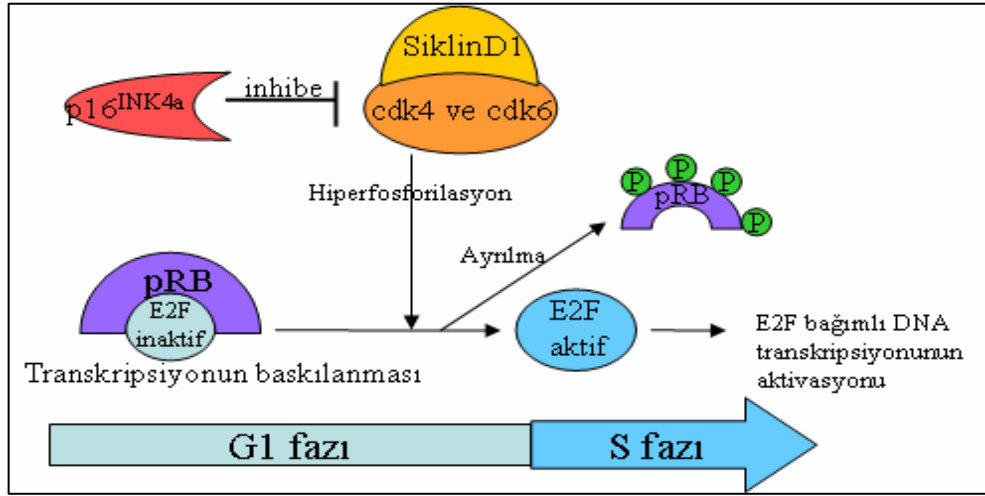 SiklinD1
p16INK4a
inhibe
cdk4 ve cdk6
Hiperfosforilasyon
P
P
P
P
pRB
Ayrılma
pRB
E2F
inaktif
E2F
aktif
E2F bağımlı DNA
transkripsiyonunun
aktivasyonu
Transkripsiyonun baskılanması
G1 fazı
S fazı